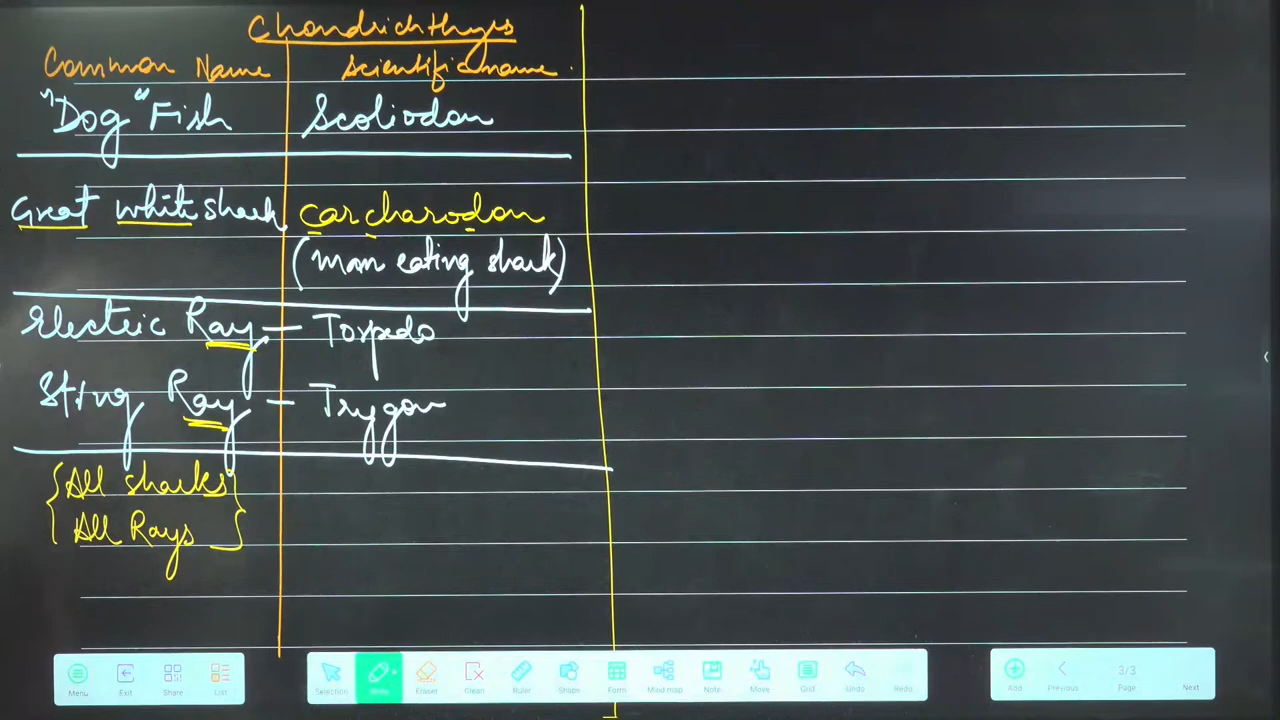 Chondrichthyes
Common Name scientific name.
"Dog" Fish Scoliodon
Great white shark carcharodon
(Man eating shark)
Electric Ray — Torpedo
Sting Ray — Trygon
{All sharks}
{All Rays}
Menu Exit Share List Selection Eraser Clean Ruler Shape Form Mind map Note Move Grid Undo Redo Add Previous 3/3 Page Next